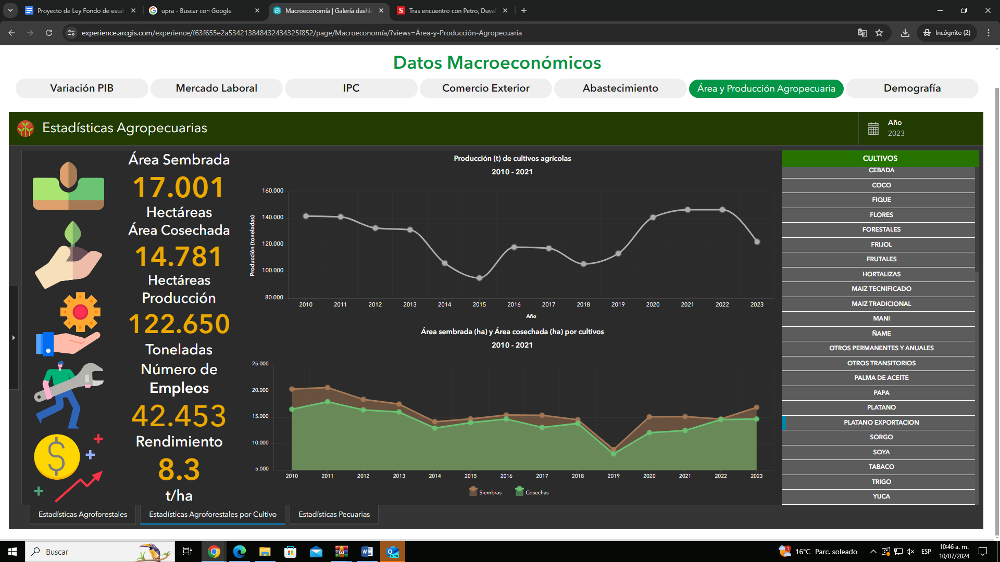 Proyecto de Ley Fondo de estab
upra - Buscar con Google
Macroeconomía | Galería dashb
Tras encuentro con Petro, Duva
experience.arcgis.com/experience/f63f655e2a534213848432434325f852/page/Macroeconomía/?views=Área-y-Producción-Agropecuaria
Incógnito (2)
Datos Macroeconómicos
Variación PIB
Mercado Laboral
IPC
Comercio Exterior
Abastecimiento
Área y Producción Agropecuaria
Demografía
Estadísticas Agropecuarias
Año
2023
Área Sembrada
17.001
Hectáreas
Área Cosechada
14.781
Hectáreas
Producción
122.650
Toneladas
Número de
Empleos
42.453
Rendimiento
8.3
t/ha
Producción (t) de cultivos agrícolas
2010 - 2021
Producción (toneladas)
160.000
140.000
120.000
100.000
80.000
2010 2011 2012 2013 2014 2015 2016 2017 2018 2019 2020 2021 2022 2023
Año
Área sembrada (ha) y Área cosechada (ha) por cultivos
2010 - 2021
25.000
20.000
15.000
10.000
5.000
2010 2011 2012 2013 2014 2015 2016 2017 2018 2019 2020 2021 2022 2023
Siembras Cosechas
CULTIVOS
CEBADA
COCO
FIQUE
FLORES
FORESTALES
FRIJOL
FRUTALES
HORTALIZAS
MAIZ TECNIFICADO
MAIZ TRADICIONAL
MANI
ÑAME
OTROS PERMANENTES Y ANUALES
OTROS TRANSITORIOS
PALMA DE ACEITE
PAPA
PLATANO
PLATANO EXPORTACION
SORGO
SOYA
TABACO
TRIGO
YUCA
Estadísticas Agroforestales
Estadísticas Agroforestales por Cultivo
Estadísticas Pecuarias
Buscar
1
16°C Parc. soleado
ESP
10:46 a. m.
10/07/2024
NEW